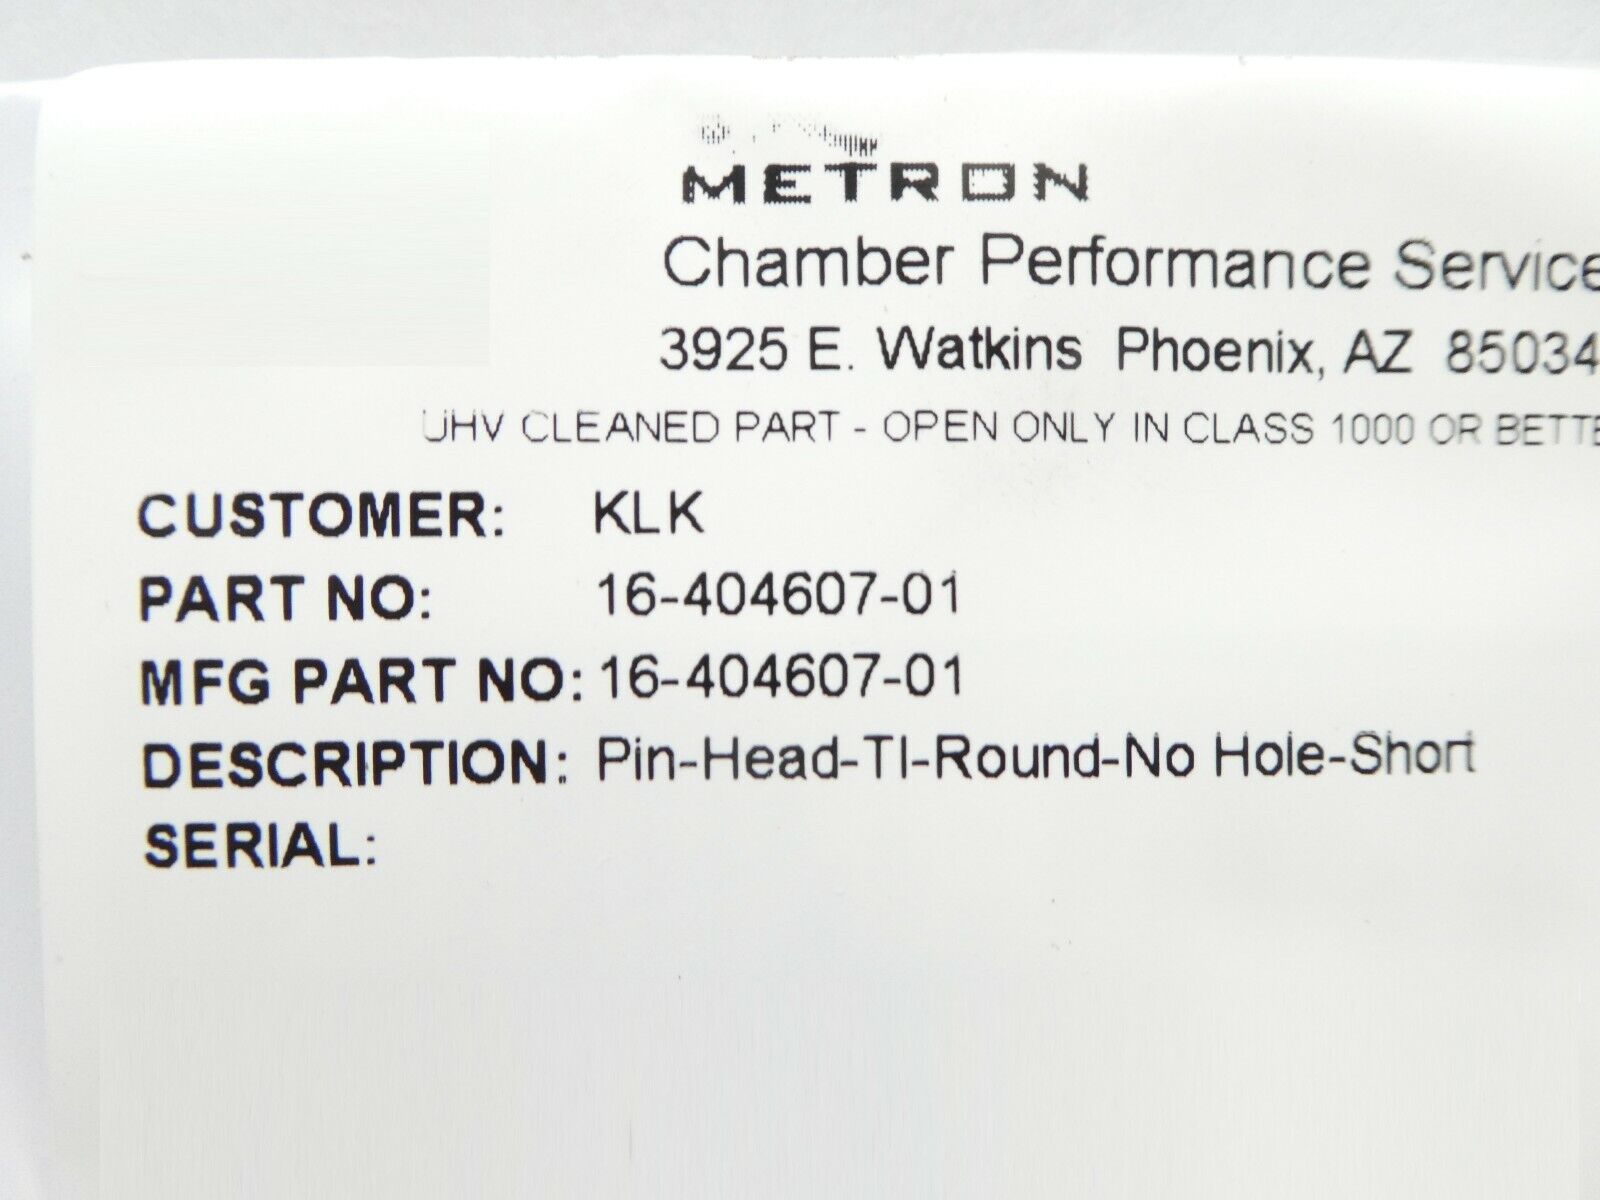 METRON
Chamber Performance Service
3925 E. Watkins Phoenix, AZ 85034
UHV CLEANED PART - OPEN ONLY IN CLASS 1000 OR BETTE
CUSTOMER: KLK
PART NO: 16-404607-01
MFG PART NO: 16-404607-01
DESCRIPTION: Pin-Head-TI-Round-No Hole-Short
SERIAL: